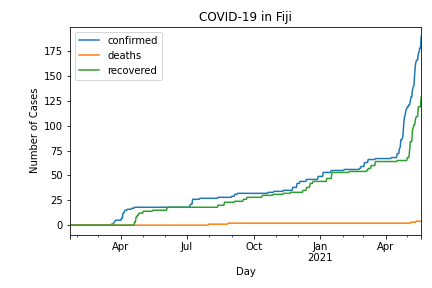 COVID-19 in Fiji
confirmed
deaths
recovered
Number of Cases
175
150
125
100
75
50
25
0
Apr
Jul
Oct
Jan
2021
Apr
Day